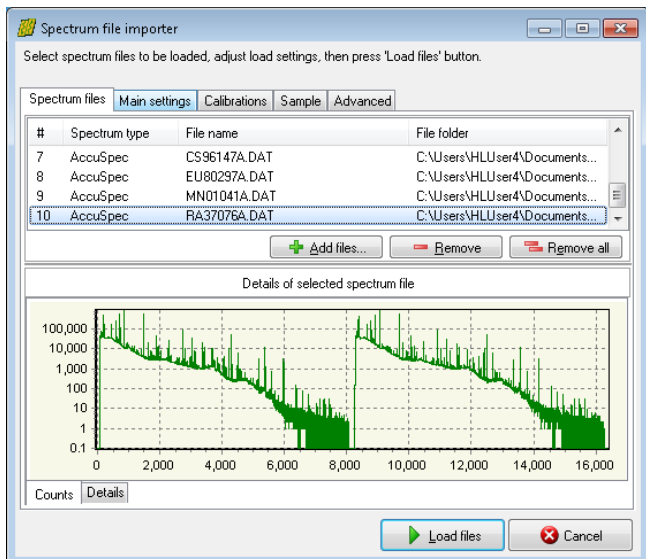 Spectrum file importer
Select spectrum files to be loaded, adjust load settings, then press 'Load files' button.
Spectrum files Main settings Calibrations Sample Advanced
# Spectrum type File name File folder
7 AccuSpec CS96147A.DAT C:\Users\HLUser4\Documents...
8 AccuSpec EU80297A.DAT C:\Users\HLUser4\Documents...
9 AccuSpec MN01041A.DAT C:\Users\HLUser4\Documents...
10 AccuSpec RA37076A.DAT C:\Users\HLUser4\Documents...
Add files... Remove Remove all
Details of selected spectrum file
100,000
10,000
1,000
100
10
1
0.1
0 2,000 4,000 6,000 8,000 10,000 12,000 14,000 16,000
Counts Details
Load files Cancel